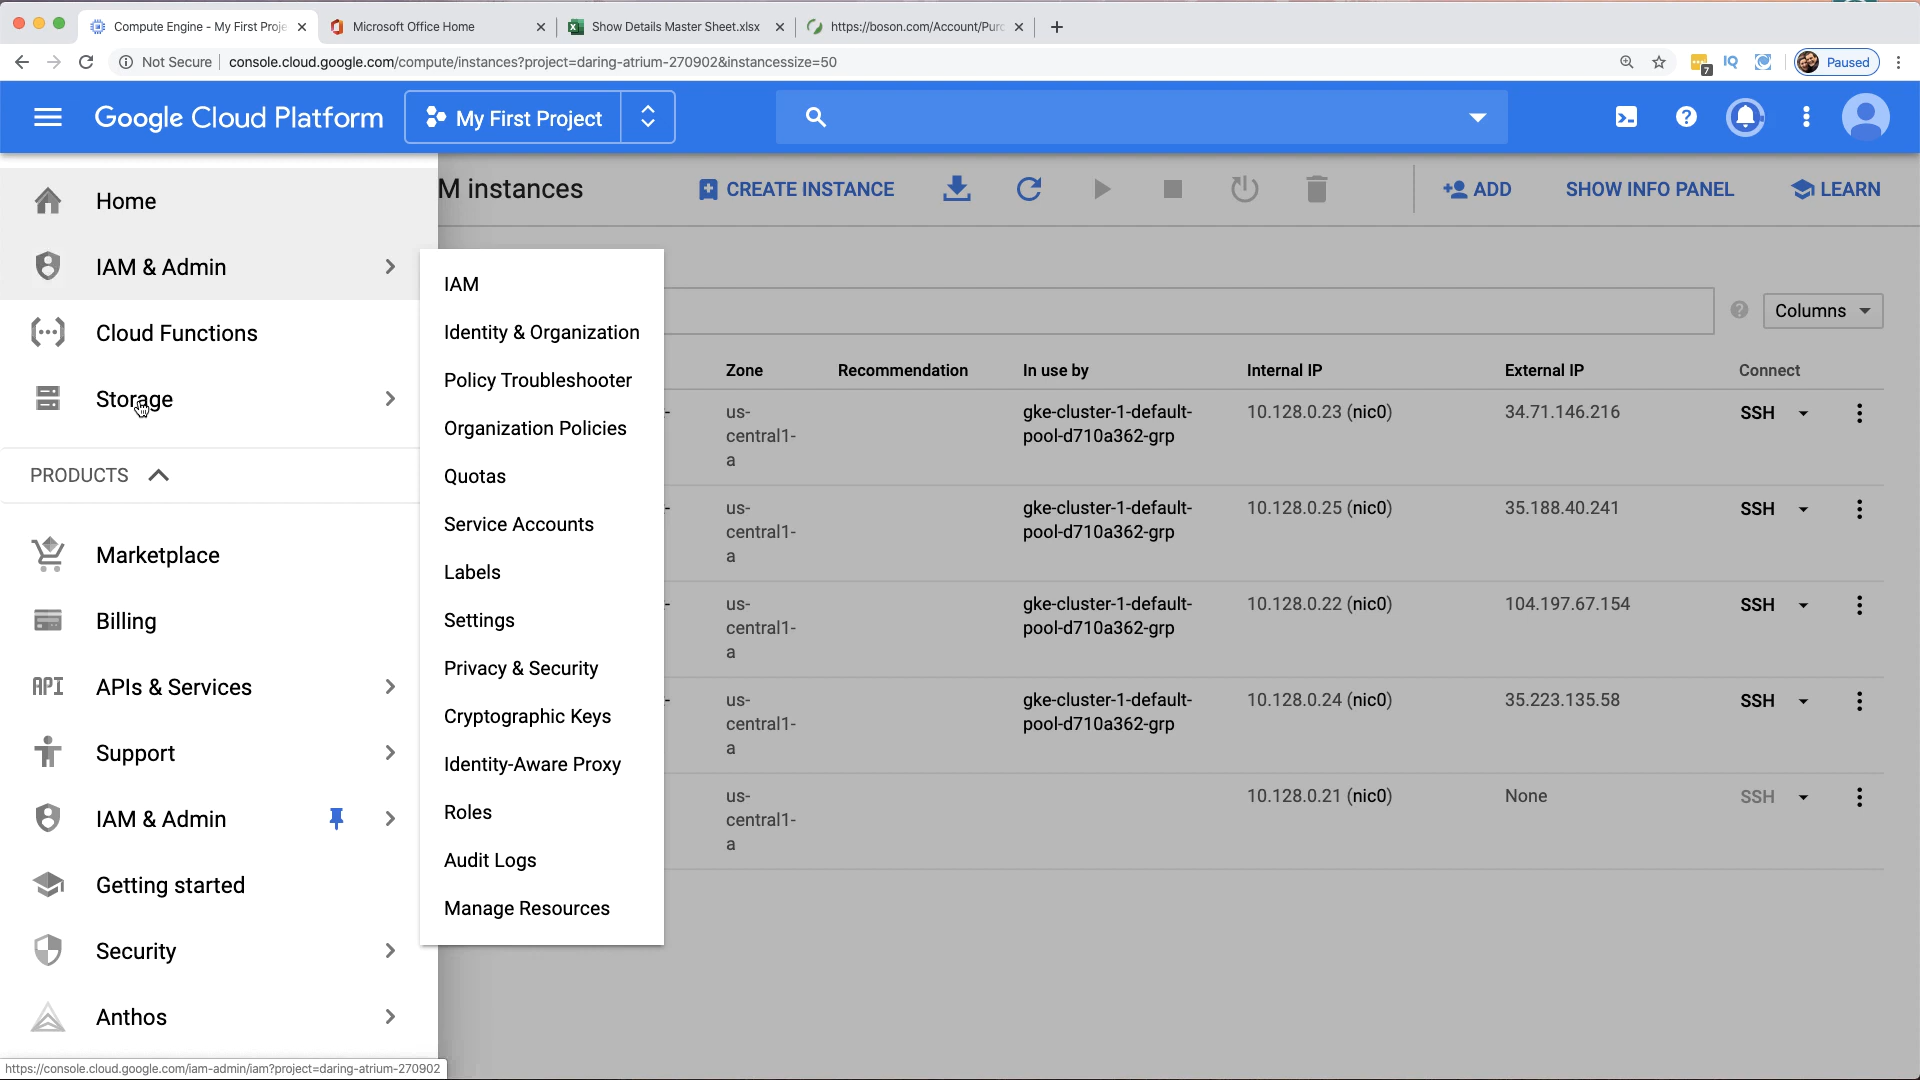 Compute Engine - My First Proje
Microsoft Office Home
Show Details Master Sheet.xlsx
https://boson.com/Account/Purc
Not Secure
console.cloud.google.com/compute/instances?project=daring-atrium-270902&instancessize=50
7
IQ
Paused
Google Cloud Platform
My First Project
M instances
CREATE INSTANCE
ADD
SHOW INFO PANEL
LEARN
Home
IAM & Admin
Cloud Functions
Storage
PRODUCTS
Marketplace
Billing
API
APIs & Services
Support
IAM & Admin
Getting started
Security
Anthos
IAM
Identity & Organization
Policy Troubleshooter
Organization Policies
Quotas
Service Accounts
Labels
Settings
Privacy & Security
Cryptographic Keys
Identity-Aware Proxy
Roles
Audit Logs
Manage Resources
Columns
Zone Recommendation In use by Internal IP External IP Connect
us- gke-cluster-1-default- 10.128.0.23 (nic0) 34.71.146.216 SSH
central1- pool-d710a362-grp
a
us- gke-cluster-1-default- 10.128.0.25 (nic0) 35.188.40.241 SSH
central1- pool-d710a362-grp
a
us- gke-cluster-1-default- 10.128.0.22 (nic0) 104.197.67.154 SSH
central1- pool-d710a362-grp
a
us- gke-cluster-1-default- 10.128.0.24 (nic0) 35.223.135.58 SSH
central1- pool-d710a362-grp
a
us- 10.128.0.21 (nic0) None SSH
central1-
a
https://console.cloud.google.com/iam-admin/iam?project=daring-atrium-270902